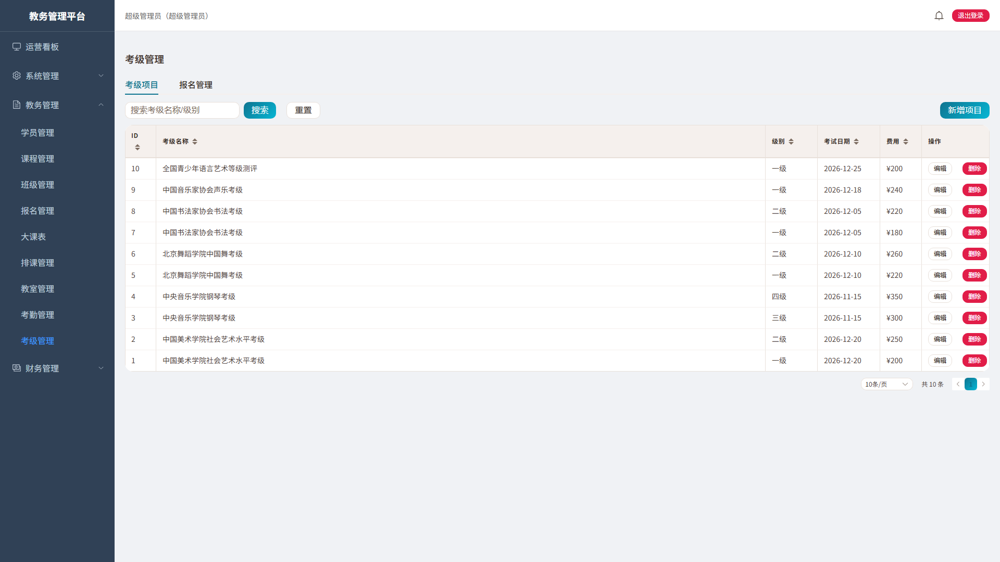 教务管理平台
超级管理员（超级管理员）
退出登录
运营看板
系统管理
教务管理
学员管理
课程管理
班级管理
报名管理
大课表
排课管理
教室管理
考勤管理
考级管理
财务管理
考级管理
考级项目 报名管理
搜索考级名称/级别 搜索 重置 新增项目
ID 考级名称 级别 考试日期 费用 操作
10 全国青少年语言艺术等级测评 一级 2026-12-25 ¥200 编辑 删除
9 中国音乐家协会声乐考级 一级 2026-12-18 ¥240 编辑 删除
8 中国书法家协会书法考级 二级 2026-12-05 ¥220 编辑 删除
7 中国书法家协会书法考级 一级 2026-12-05 ¥180 编辑 删除
6 北京舞蹈学院中国舞考级 二级 2026-12-10 ¥260 编辑 删除
5 北京舞蹈学院中国舞考级 一级 2026-12-10 ¥220 编辑 删除
4 中央音乐学院钢琴考级 四级 2026-11-15 ¥350 编辑 删除
3 中央音乐学院钢琴考级 三级 2026-11-15 ¥300 编辑 删除
2 中国美术学院社会艺术水平考级 二级 2026-12-20 ¥250 编辑 删除
1 中国美术学院社会艺术水平考级 一级 2026-12-20 ¥200 编辑 删除
10条/页 共 10 条 1